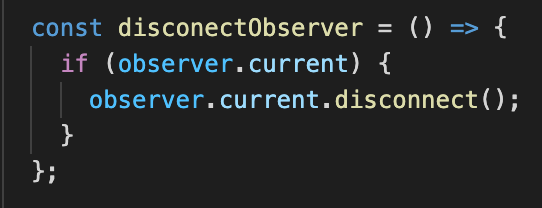 const disconectObserver = () => {
  if (observer.current) {
    observer.current.disconnect();
  }
};